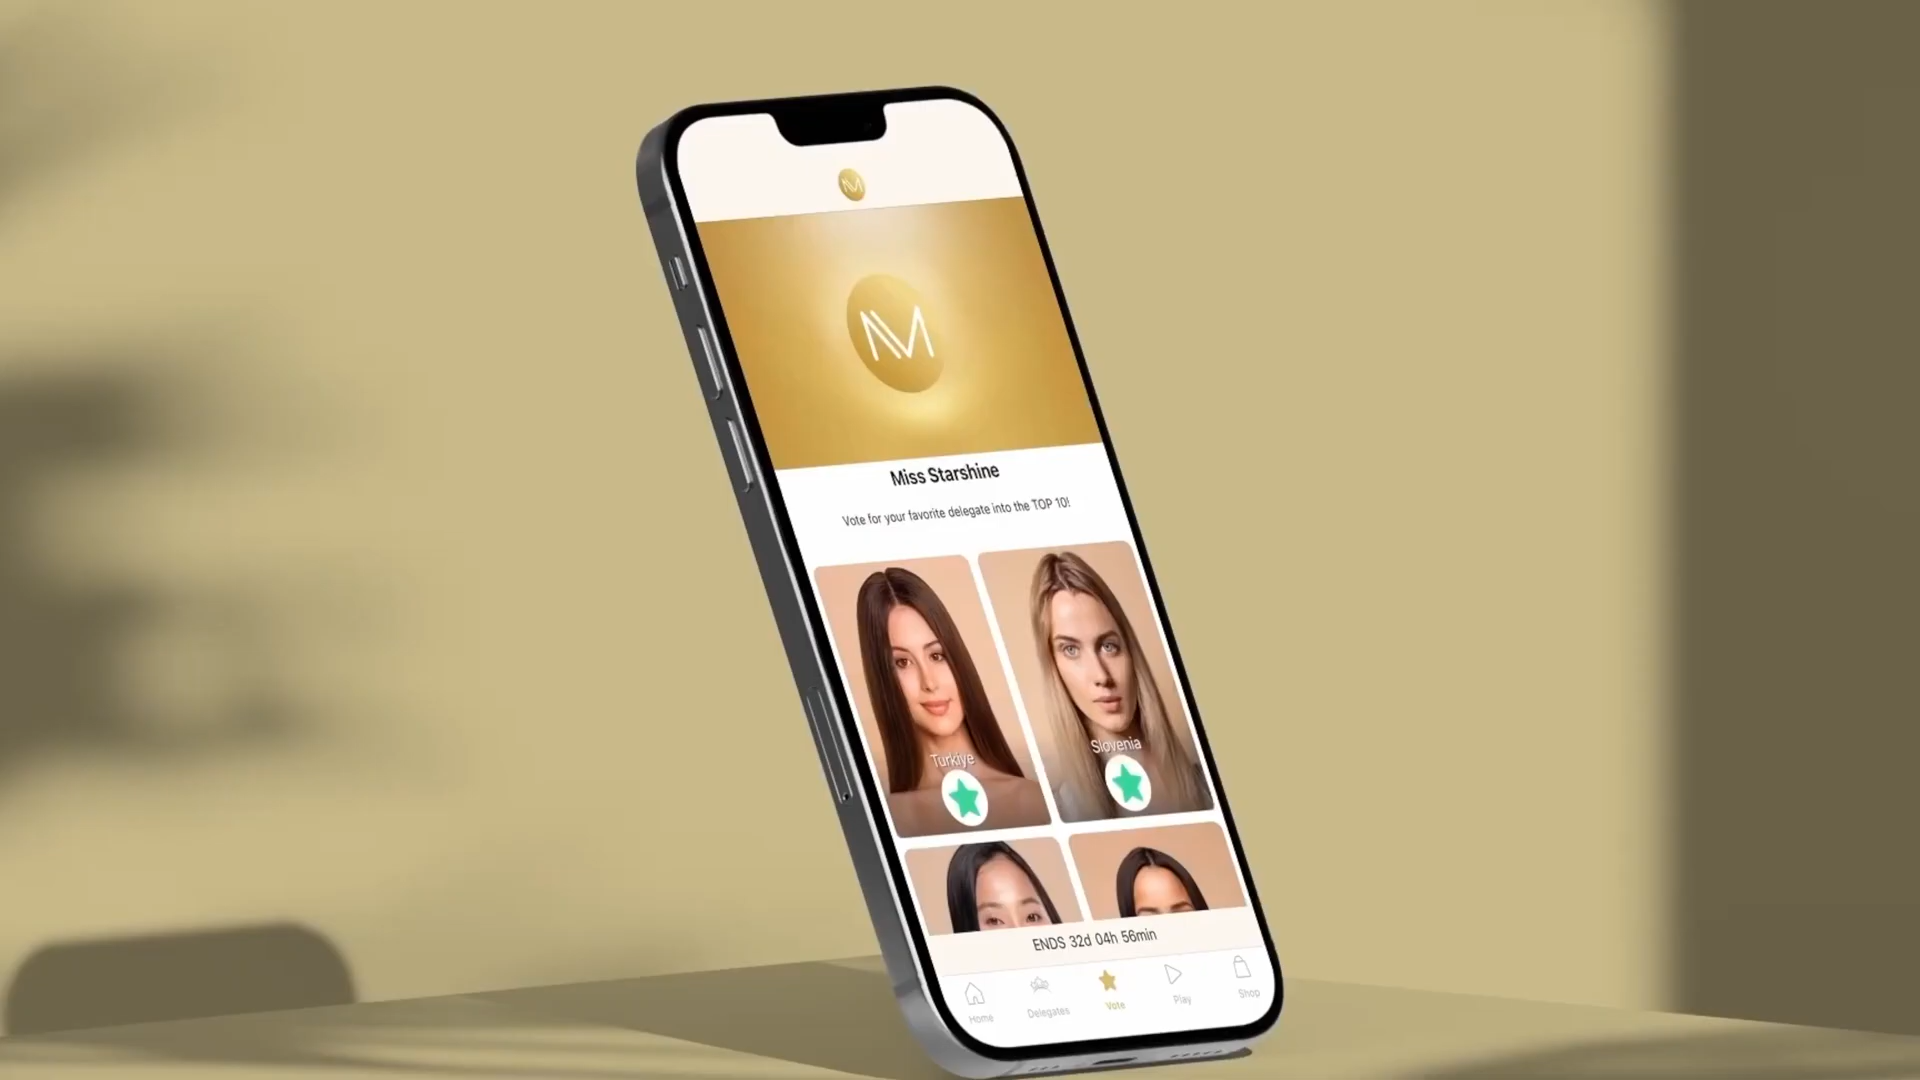 Miss Starshine
Vote for your favorite delegate into the TOP 10!
Turkiye
Slovenia
ENDS 32d 04h 56min
Home
Delegates
Vote
Play
Shop